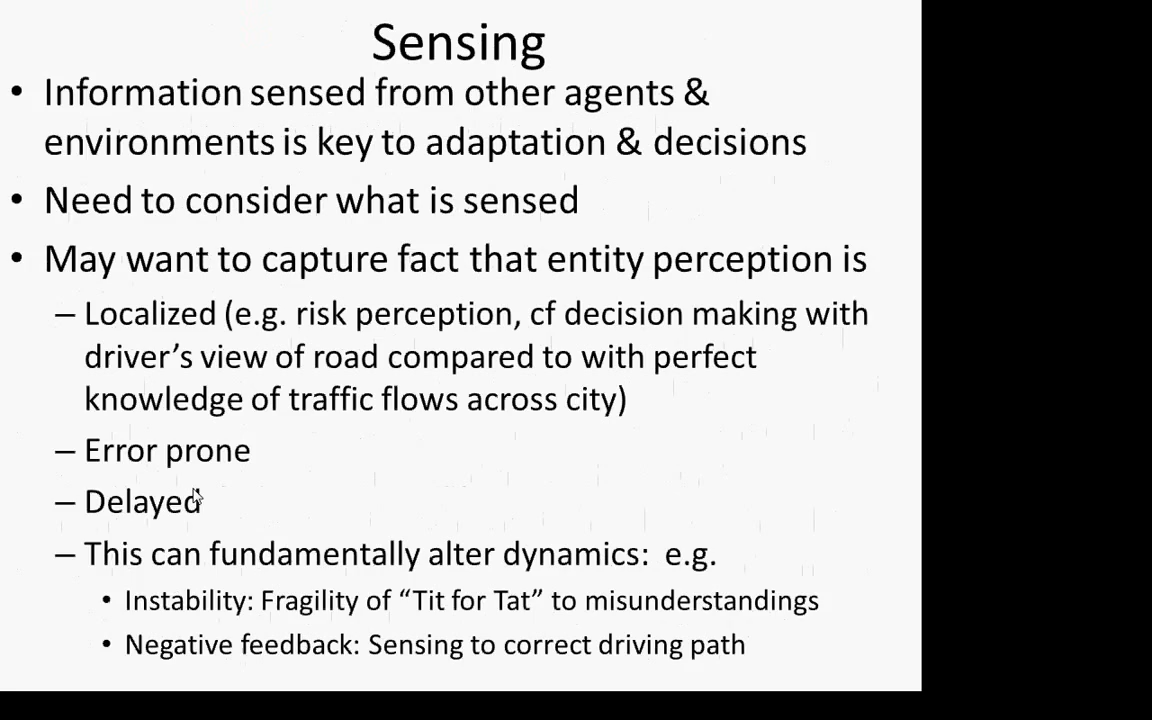 Sensing
• Information sensed from other agents &
environments is key to adaptation & decisions
• Need to consider what is sensed
• May want to capture fact that entity perception is
– Localized (e.g. risk perception, cf decision making with
driver’s view of road compared to with perfect
knowledge of traffic flows across city)
– Error prone
– Delayed
– This can fundamentally alter dynamics: e.g.
• Instability: Fragility of “Tit for Tat” to misunderstandings
• Negative feedback: Sensing to correct driving path